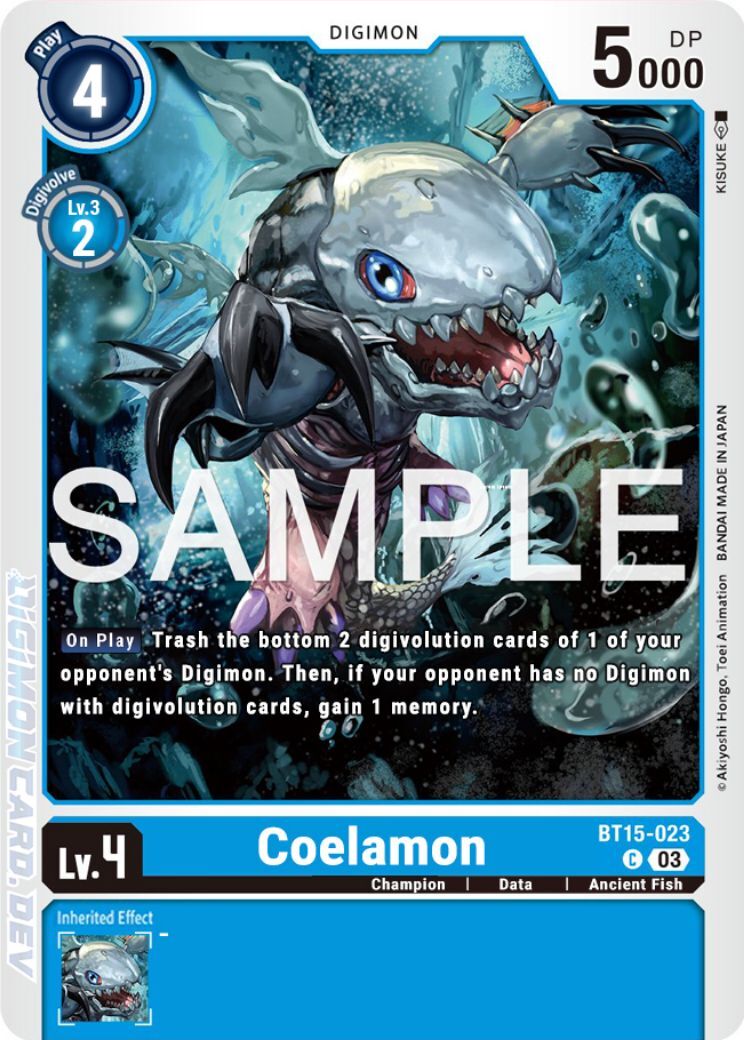 DIGIMON
Play
4
5000
DP
Digivolve
Lv.3
2
KISUKE
SAMPLE
On Play Trash the bottom 2 digivolution cards of 1 of your
opponent's Digimon. Then, if your opponent has no Digimon
with digivolution cards, gain 1 memory.
© Akiyoshi Hongo, Toei Animation BANDAI MADE IN JAPAN
DIGIMONCARD.DEV
Lv.4
Coelamon
BT15-023
C 03
Champion | Data | Ancient Fish
Inherited Effect
-